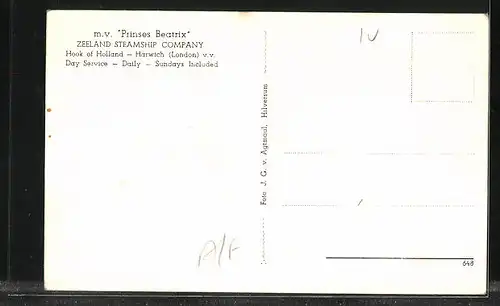 m.v. "Prinses Beatrix"
ZEELAND STEAMSHIP COMPANY
Hook of Holland – Harwich (London) v.v.
Day Service – Daily – Sundays Included
Foto J. G. v. Agtmaal, Hilversum
A/F
648